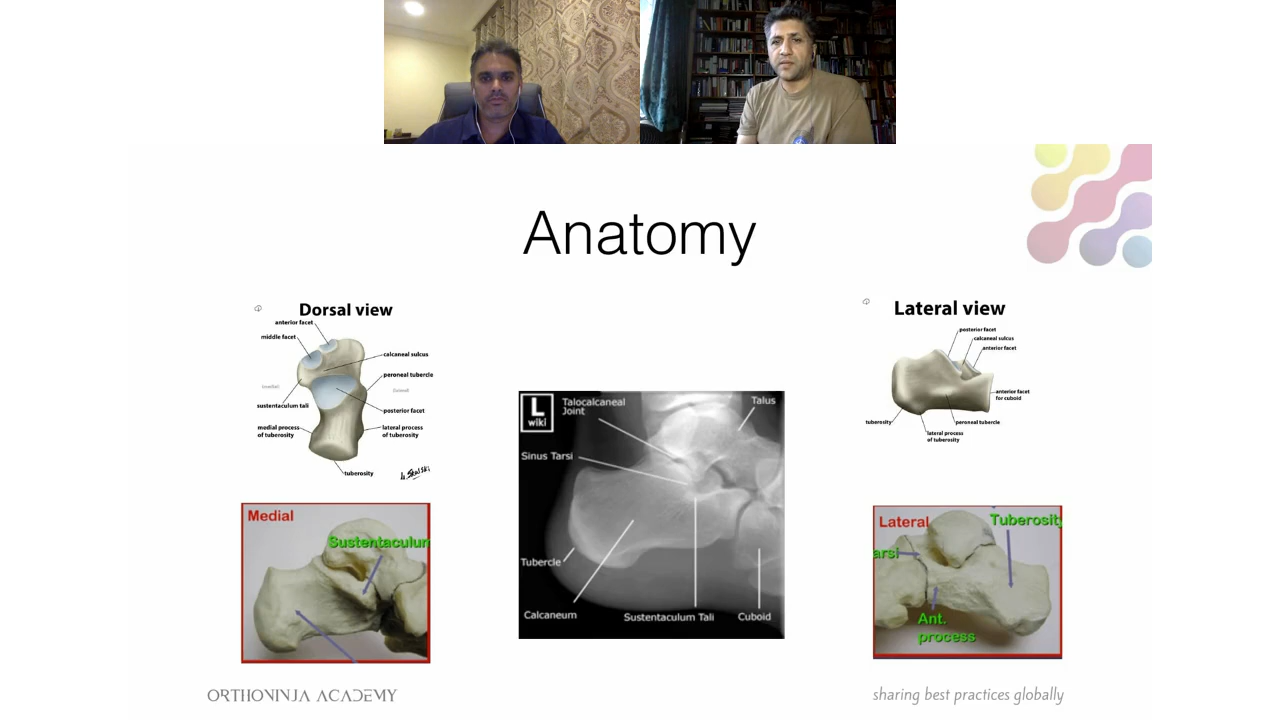 Anatomy
Dorsal view
anterior facet
middle facet
calcaneal sulcus
peroneal tubercle
sustentaculum tali
posterior facet
medial process
of tuberosity
lateral process
of tuberosity
tuberosity
Lateral view
posterior facet
calcaneal sulcus
anterior facet
anterior facet
for cuboid
tuberosity
peroneal tubercle
lateral process
of tuberosity
L
wiki
Talocalcaneal
Joint
Talus
Sinus Tarsi
Tubercle
Calcaneum
Sustentaculum Tali
Cuboid
Medial
Sustentaculun
Lateral
Tuberosity
arsi
Ant.
process
ORTHONINJA ACADEMY
sharing best practices globally